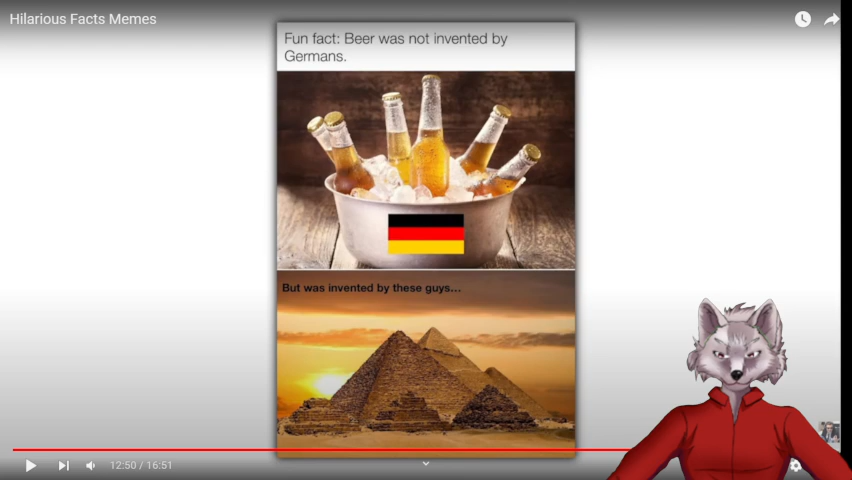 Hilarious Facts Memes
Fun fact: Beer was not invented by
Germans.
But was invented by these guys...
12:50 / 16:51